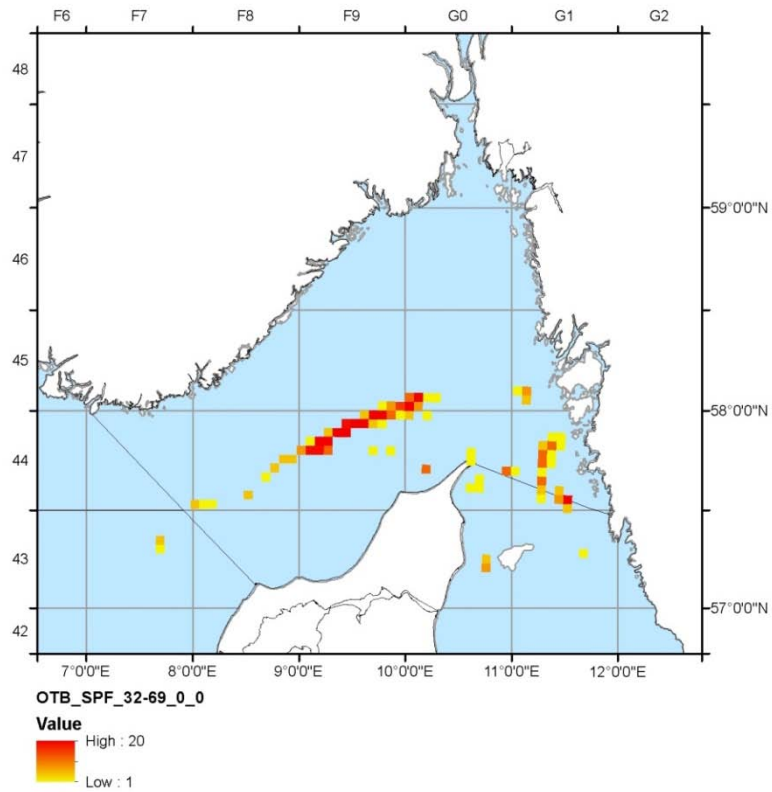 F6 F7 F8 F9 G0 G1 G2
48
47
59°0'0"N
46
45
58°0'0"N
44
43
57°0'0"N
42
7°0'0"E 8°0'0"E 9°0'0"E 10°0'0"E 11°0'0"E 12°0'0"E
OTB_SPF_32-69_0_0
Value
High : 20
Low : 1